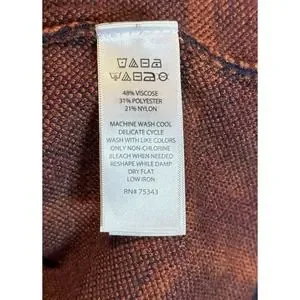 48% VISCOSE
31% POLYESTER
21% NYLON
MACHINE WASH COOL
DELICATE CYCLE
WASH WITH LIKE COLORS
ONLY NON-CHLORINE
BLEACH WHEN NEEDED
RESHAPE WHILE DAMP
DRY FLAT
LOW IRON
RN# 75343